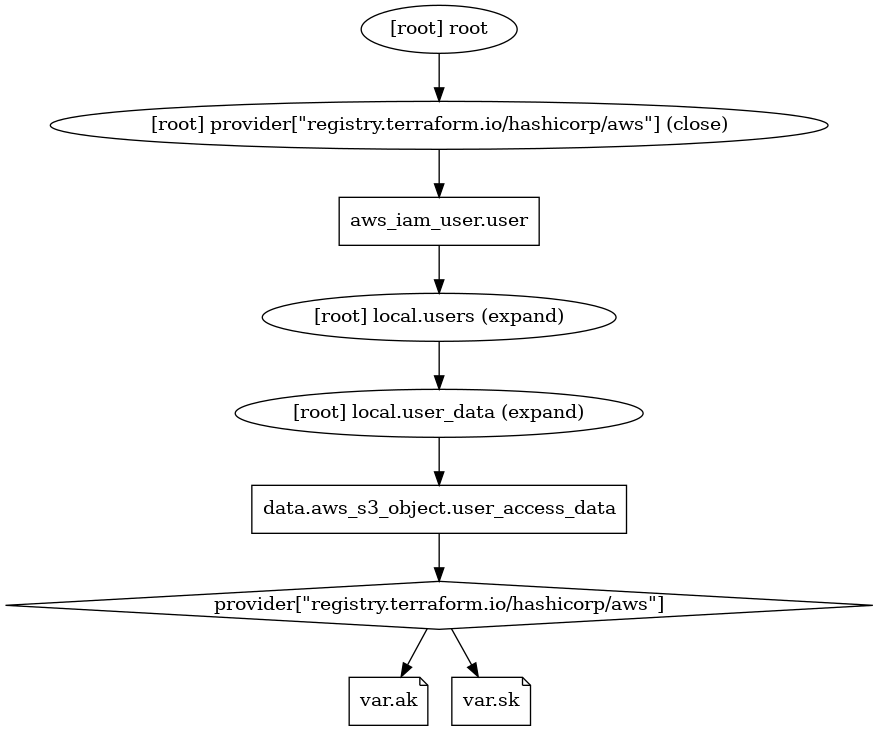 [root] root
[root] provider["registry.terraform.io/hashicorp/aws"] (close)
aws_iam_user.user
[root] local.users (expand)
[root] local.user_data (expand)
data.aws_s3_object.user_access_data
provider["registry.terraform.io/hashicorp/aws"]
var.ak
var.sk